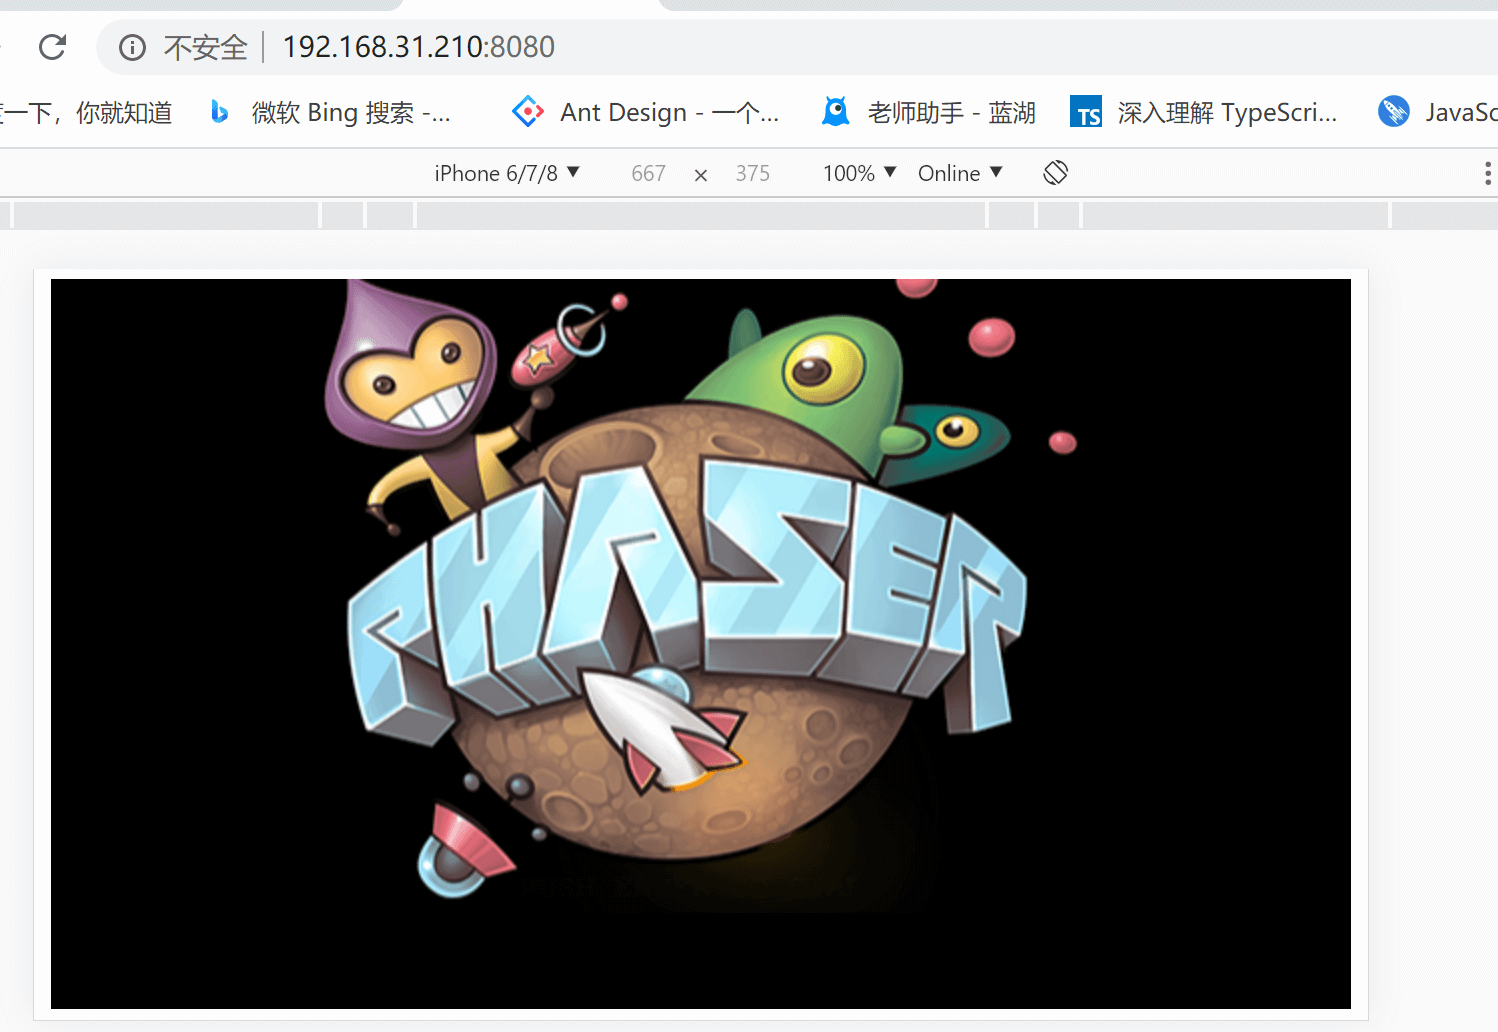 不安全 192.168.31.210:8080
一下，你就知道 微软 Bing 搜索 -... Ant Design - 一个... 老师助手 - 蓝湖 TS 深入理解 TypeScri... JavaSc
iPhone 6/7/8 ▼ 667 × 375 100% ▼ Online ▼
PHASER